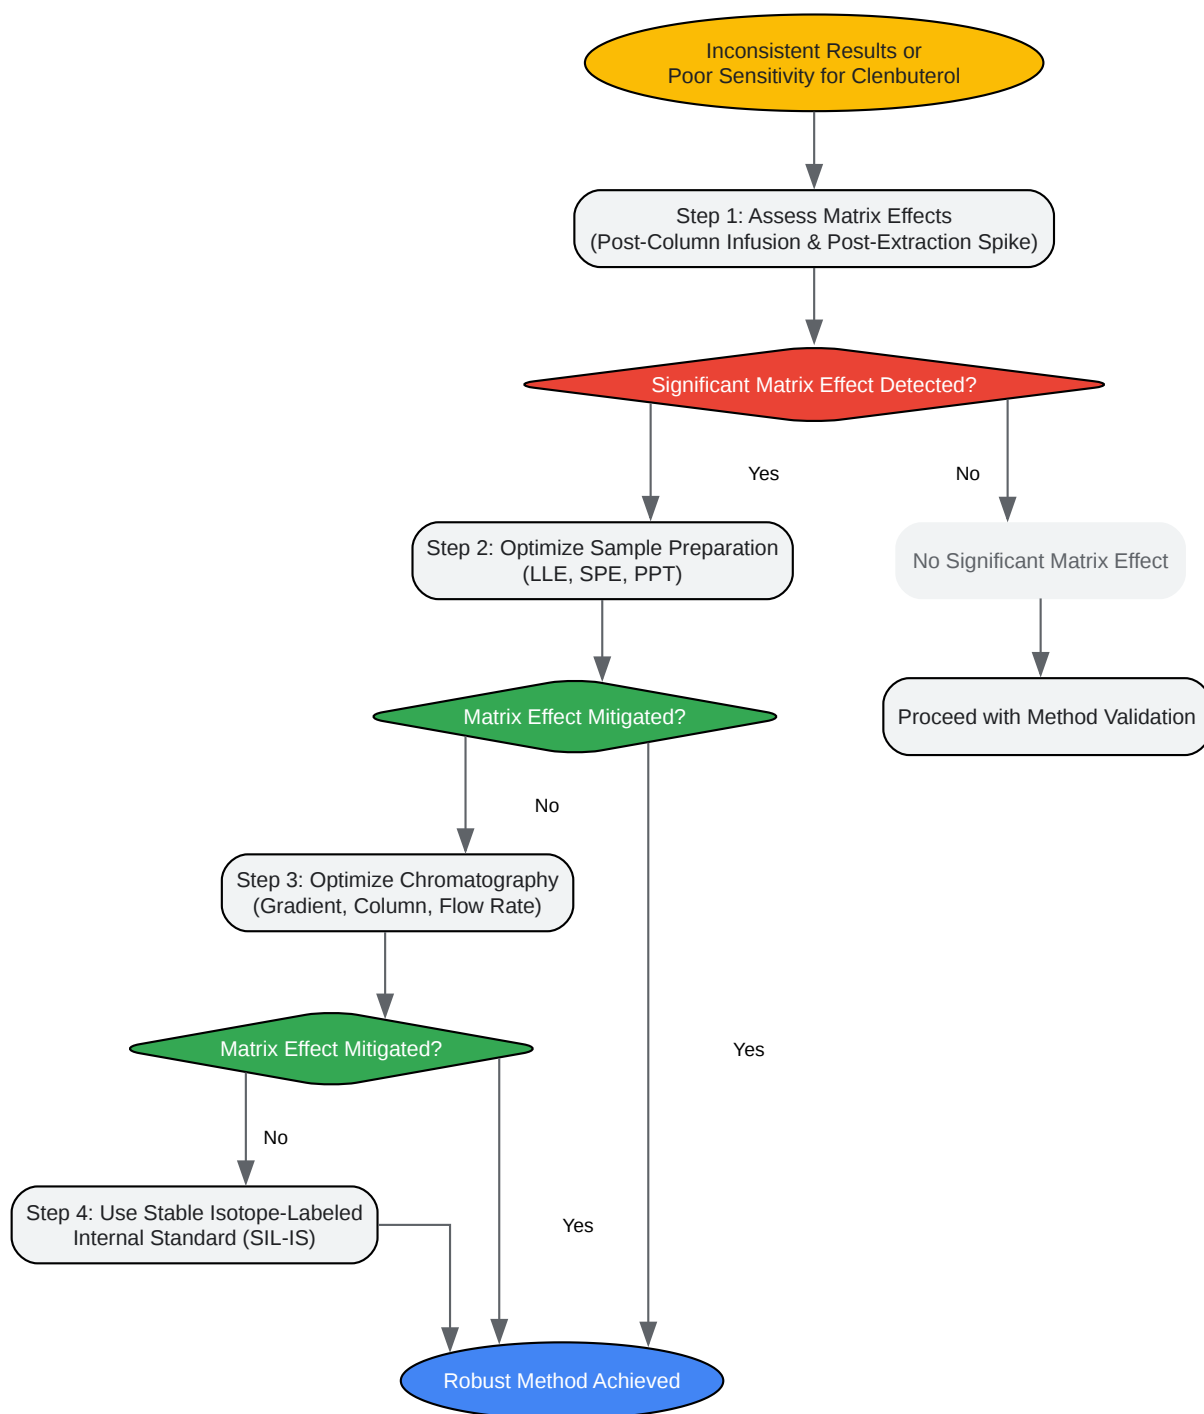 Inconsistent Results or
Poor Sensitivity for Clenbuterol
Step 1: Assess Matrix Effects
(Post-Column Infusion & Post-Extraction Spike)
Significant Matrix Effect Detected?
Yes
No
Step 2: Optimize Sample Preparation
(LLE, SPE, PPT)
No Significant Matrix Effect
Matrix Effect Mitigated?
Proceed with Method Validation
No
Step 3: Optimize Chromatography
(Gradient, Column, Flow Rate)
Matrix Effect Mitigated?
Yes
No
Step 4: Use Stable Isotope-Labeled
Internal Standard (SIL-IS)
Yes
Robust Method Achieved